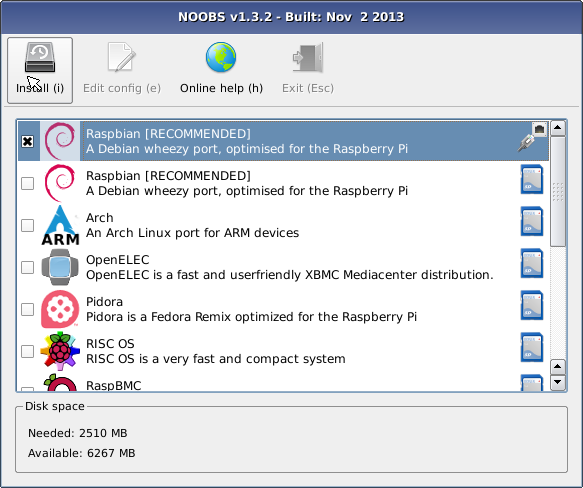 NOOBS v1.3.2 - Built: Nov  2 2013
Install (i)
Edit config (e)
Online help (h)
Exit (Esc)
Raspbian [RECOMMENDED]
A Debian wheezy port, optimised for the Raspberry Pi
Raspbian [RECOMMENDED]
A Debian wheezy port, optimised for the Raspberry Pi
ARM
Arch
An Arch Linux port for ARM devices
OpenELEC
OpenELEC is a fast and userfriendly XBMC Mediacenter distribution.
Pidora
Pidora is a Fedora Remix optimized for the Raspberry Pi
RISC OS
RISC OS is a very fast and compact system
RaspBMC
Disk space
Needed: 2510 MB
Available: 6267 MB